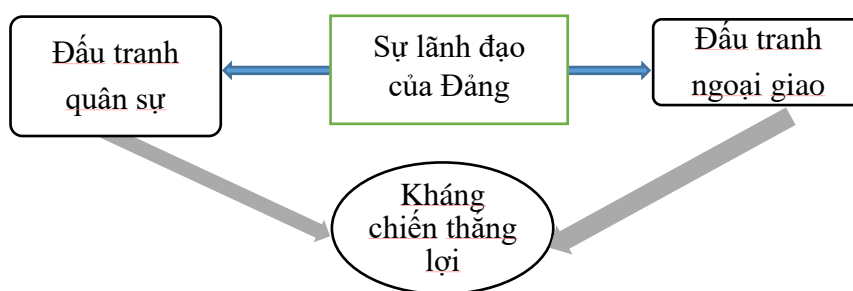 Đấu tranh
quân sự
Sự lãnh đạo
của Đảng
Đấu tranh
ngoại giao
Kháng
chiến thắng
lợi